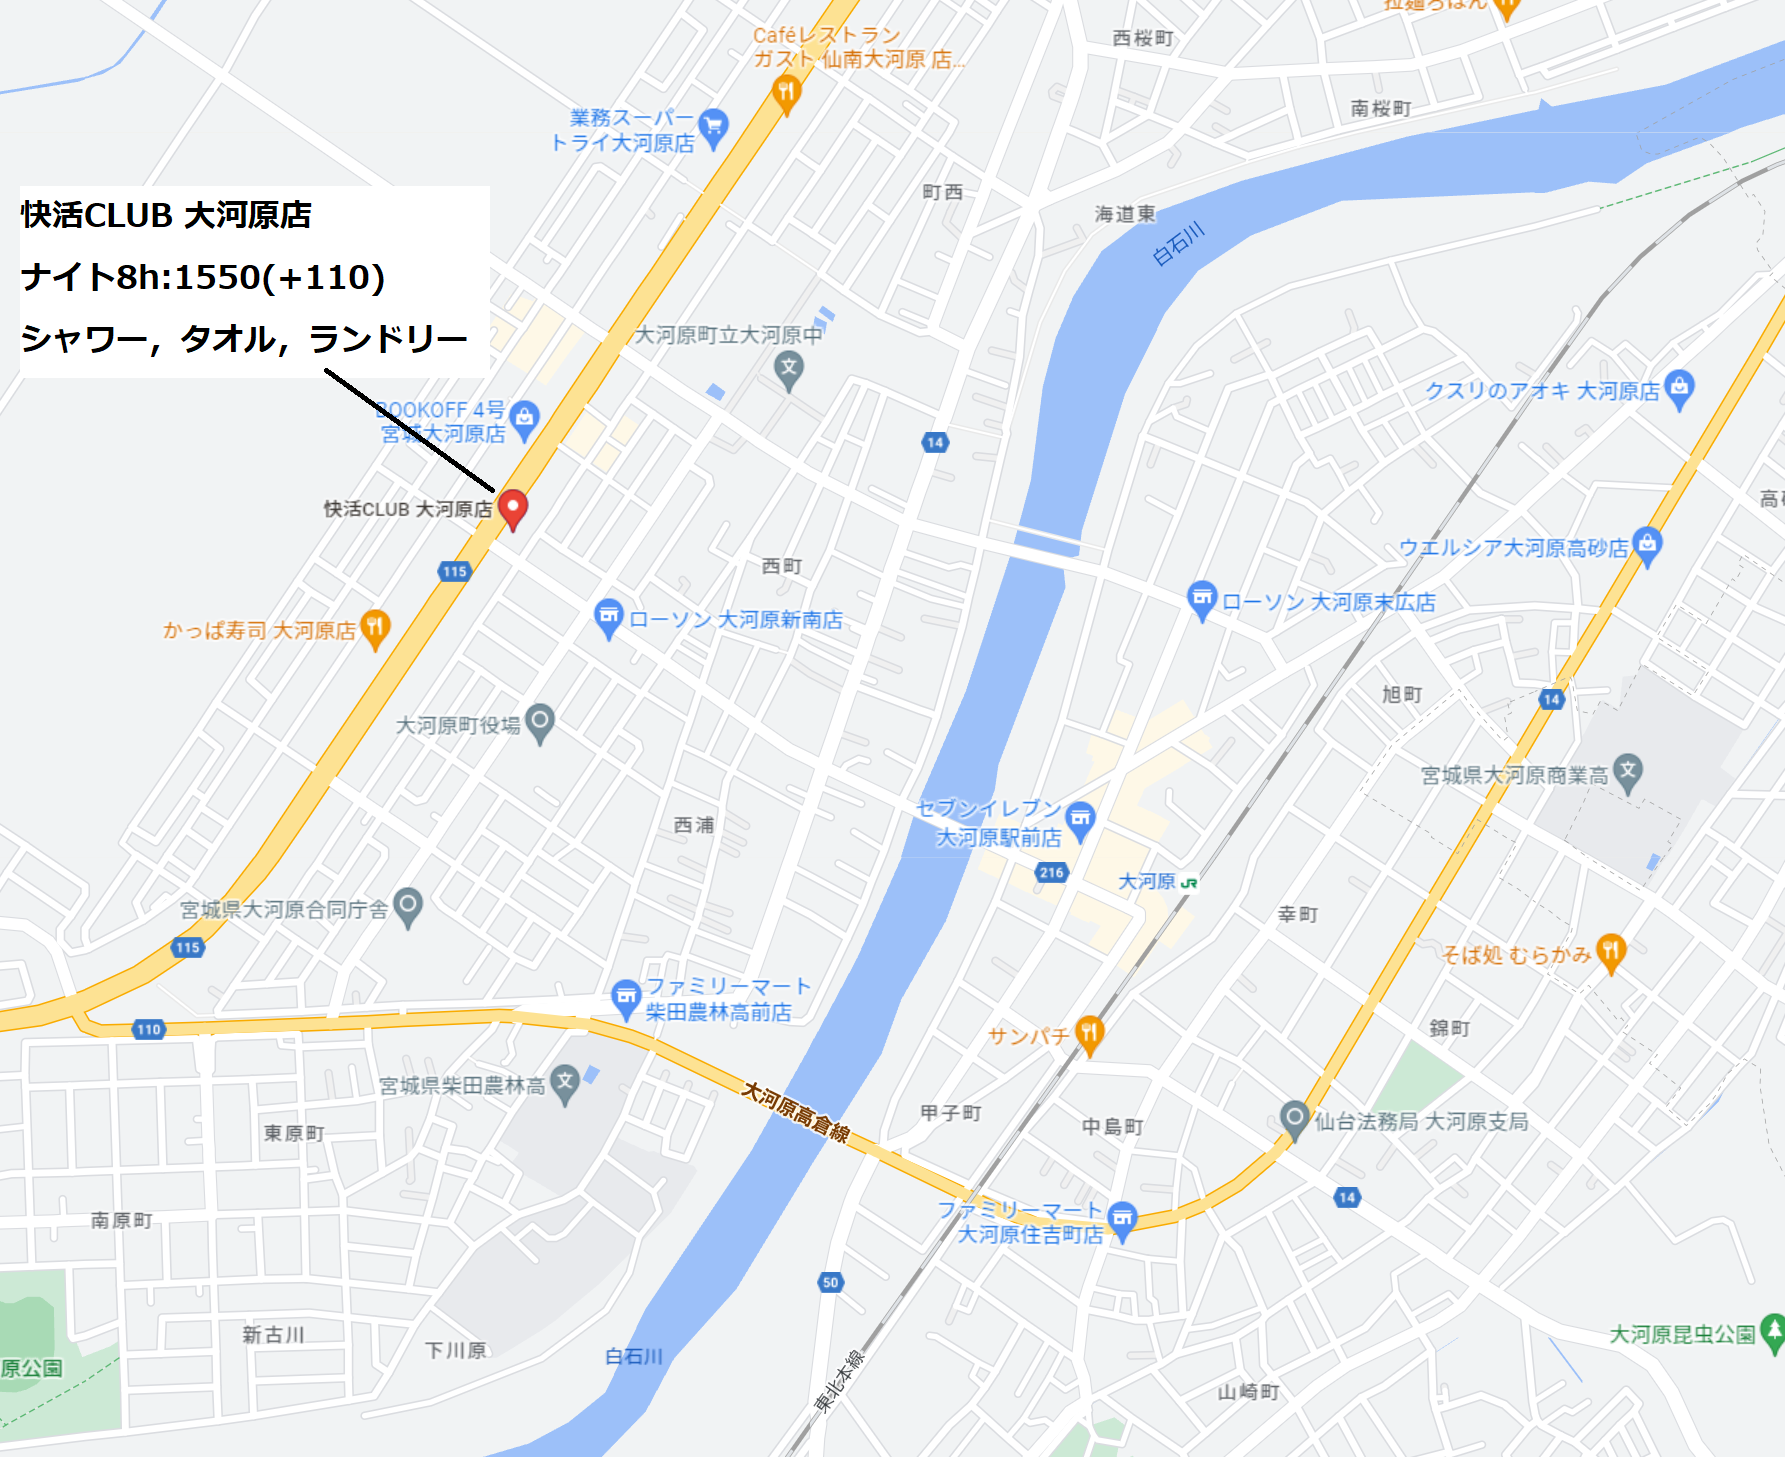 拉麺ろはん
Caféレストラン
ガスト 仙南大河原 店...
西桜町
南桜町
業務スーパー
トライ大河原店
町西
海道東
白石川
快活CLUB 大河原店
ナイト8h:1550(+110)
シャワー，タオル，ランドリー
大河原町立大河原中
文
クスリのアオキ 大河原店
BOOKOFF 4号
宮城大河原店
14
快活CLUB 大河原店
115
西町
ウエルシア大河原高砂店
ローソン 大河原新南店
ローソン 大河原末広店
かっぱ寿司 大河原店
旭町
14
大河原町役場
宮城県大河原商業高
文
西浦
セブンイレブン
大河原駅前店
216
大河原
JR
宮城県大河原合同庁舎
幸町
115
そば処 むらかみ
ファミリーマート
柴田農林高前店
110
サンパチ
錦町
宮城県柴田農林高
文
大河原高倉線
甲子町
中島町
仙台法務局 大河原支局
東原町
14
南原町
ファミリーマート
大河原住吉町店
50
新古川
下川原
白石川
大河原昆虫公園
原公園
東北本線
山崎町